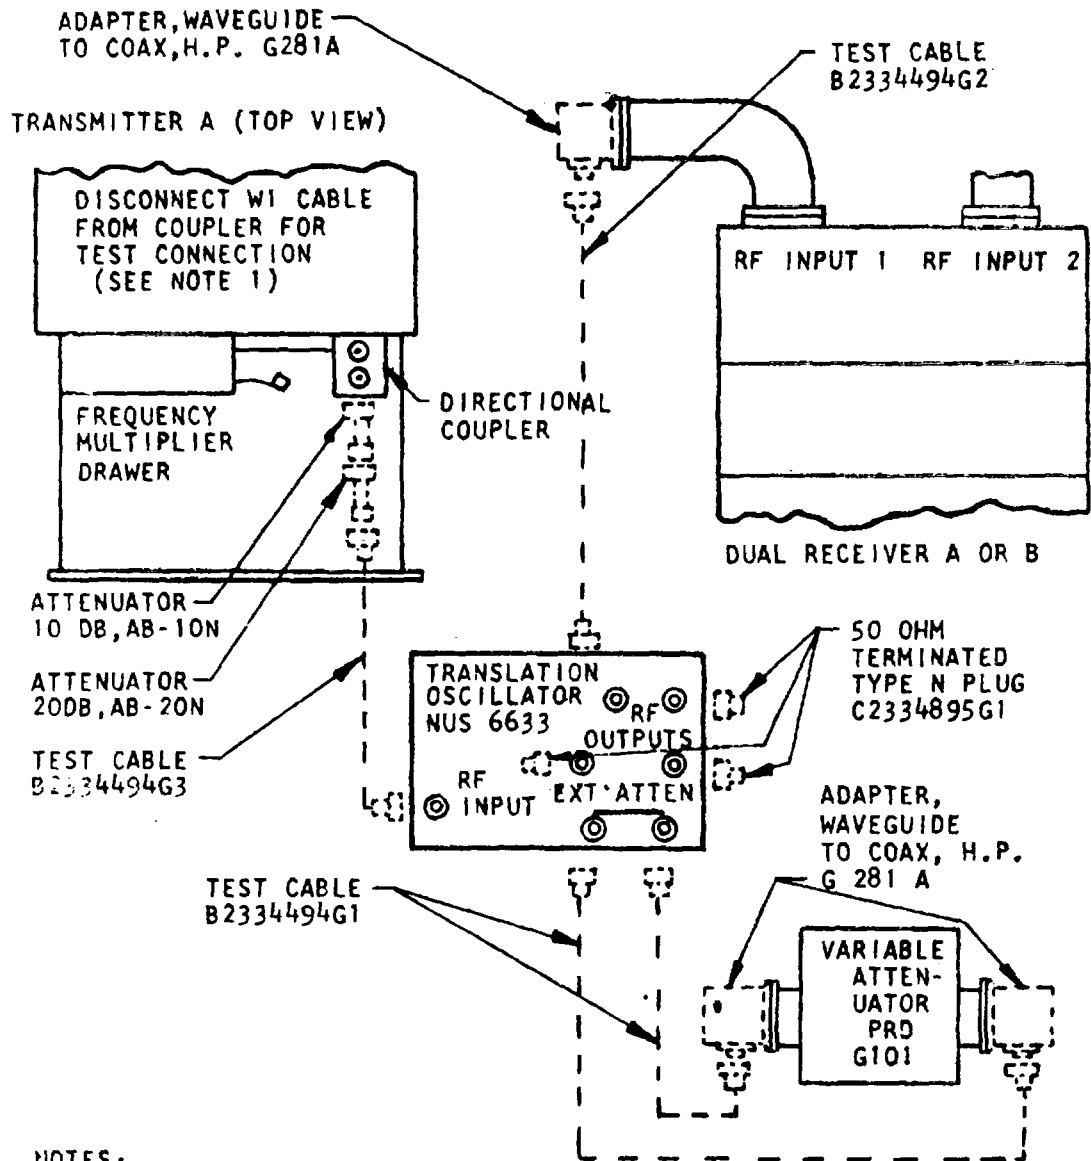 ADAPTER, WAVEGUIDE
TO COAX, H.P. G281A
TEST CABLE
B2334494G2
TRANSMITTER A (TOP VIEW)
DISCONNECT W1 CABLE
FROM COUPLER FOR
TEST CONNECTION
(SEE NOTE 1)
RF INPUT 1 RF INPUT 2
FREQUENCY
MULTIPLIER
DRAWER
DIRECTIONAL
COUPLER
DUAL RECEIVER A OR B
ATTENUATOR
10 DB, AB-10N
ATTENUATOR
20DB, AB-20N
TEST CABLE
B2334494G3
TRANSLATION
OSCILLATOR
NUS 6633
RF
OUTPUTS
RF
INPUT
EXT ATTEN
50 OHM
TERMINATED
TYPE N PLUG
C2334895G1
ADAPTER,
WAVEGUIDE
TO COAX, H.P.
G 281 A
TEST CABLE
B2334494G1
VARIABLE
ATTEN-
UATOR
PRD
G101
NOTES: